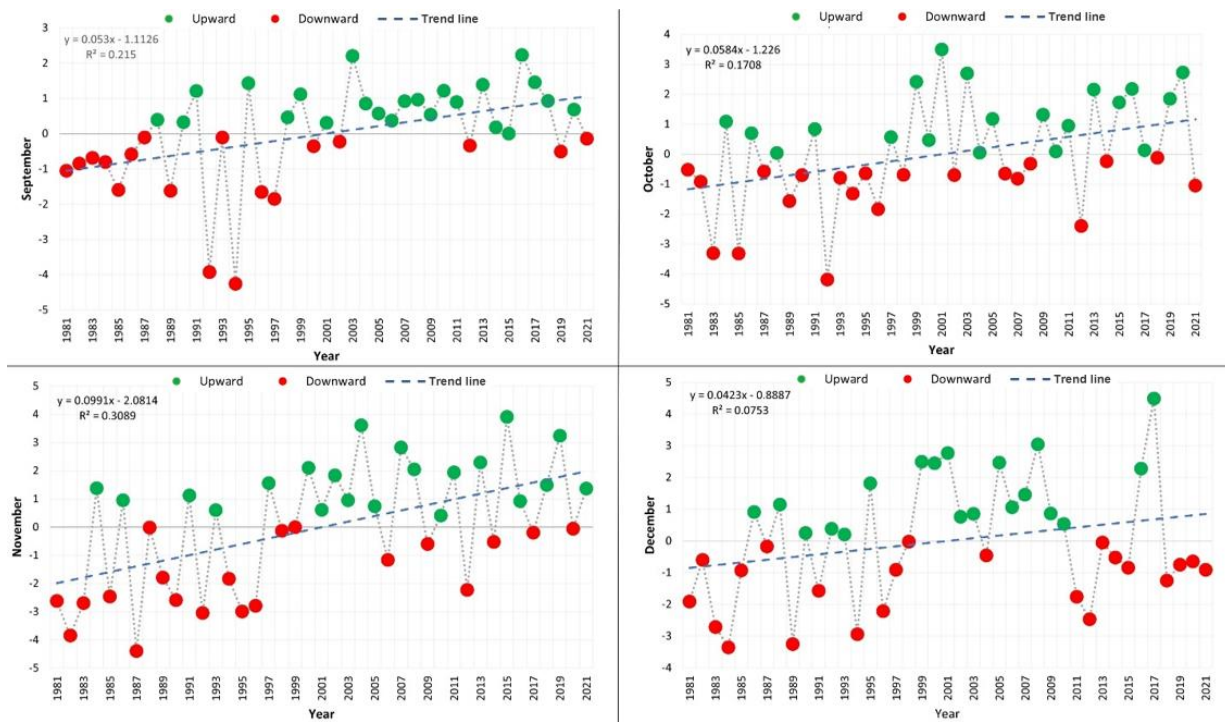 Upward Downward Trend line
y = 0.053x - 1.1126
R² = 0.215
3
2
1
0
-1
-2
-3
-4
-5
September
1981 1983 1985 1987 1989 1991 1993 1995 1997 1999 2001 2003 2005 2007 2009 2011 2013 2015 2017 2019 2021
Year
Upward Downward Trend line
y = 0.0584x - 1.226
R² = 0.1708
4
3
2
1
0
-1
-2
-3
-4
-5
October
1981 1983 1985 1987 1989 1991 1993 1995 1997 1999 2001 2003 2005 2007 2009 2011 2013 2015 2017 2019 2021
Year
Upward Downward Trend line
y = 0.0991x - 2.0814
R² = 0.3089
5
4
3
2
1
0
-1
-2
-3
-4
-5
November
1981 1983 1985 1987 1989 1991 1993 1995 1997 1999 2001 2003 2005 2007 2009 2011 2013 2015 2017 2019 2021
Year
Upward Downward Trend line
y = 0.0423x - 0.8887
R² = 0.0753
5
4
3
2
1
0
-1
-2
-3
-4
December
1981 1983 1985 1987 1989 1991 1993 1995 1997 1999 2001 2003 2005 2007 2009 2011 2013 2015 2017 2019 2021
Year